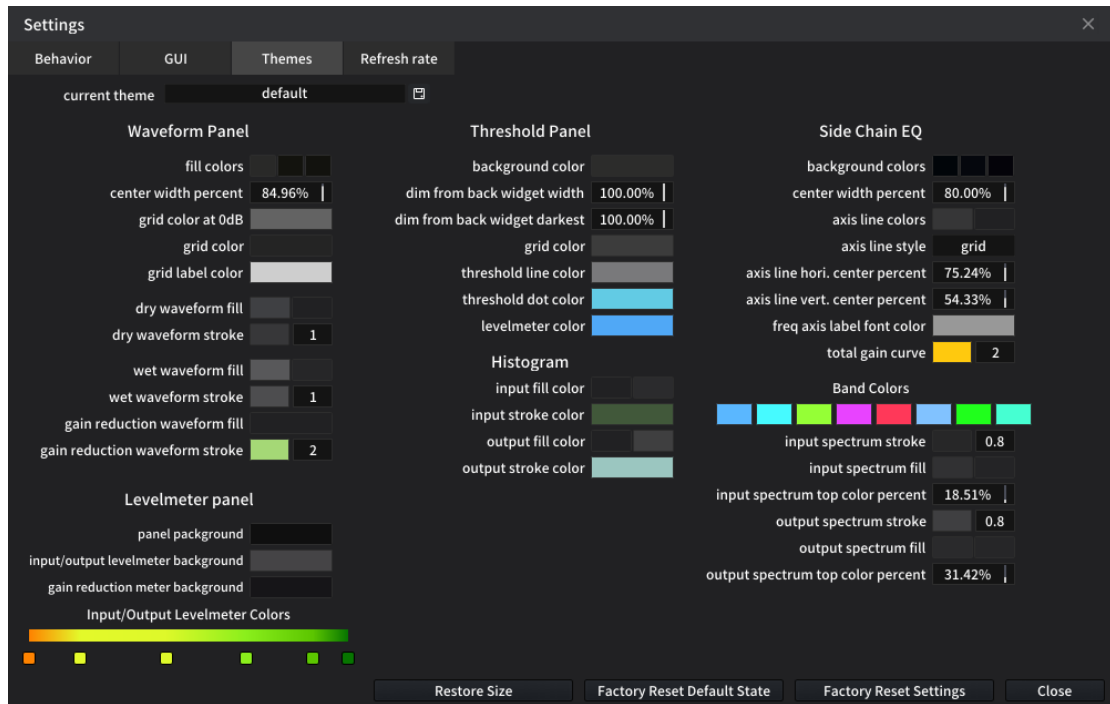 Settings
Behavior GUI Themes Refresh rate
current theme default
Waveform Panel
fill colors
center width percent 84.96%
grid color at 0dB
grid color
grid label color
dry waveform fill
dry waveform stroke 1
wet waveform fill
wet waveform stroke 1
gain reduction waveform fill
gain reduction waveform stroke 2
Levelmeter panel
panel packground
input/output levelmeter background
gain reduction meter background
Input/Output Levelmeter Colors
Threshold Panel
background color
dim from back widget width 100.00%
dim from back widget darkest 100.00%
grid color
threshold line color
threshold dot color
levelmeter color
Histogram
input fill color
input stroke color
output fill color
output stroke color
Side Chain EQ
background colors
center width percent 80.00%
axis line colors
axis line style grid
axis line hori. center percent 75.24%
axis line vert. center percent 54.33%
freq axis label font color
total gain curve 2
Band Colors
input spectrum stroke 0.8
input spectrum fill
input spectrum top color percent 18.51%
output spectrum stroke 0.8
output spectrum fill
output spectrum top color percent 31.42%
Restore Size Factory Reset Default State Factory Reset Settings Close